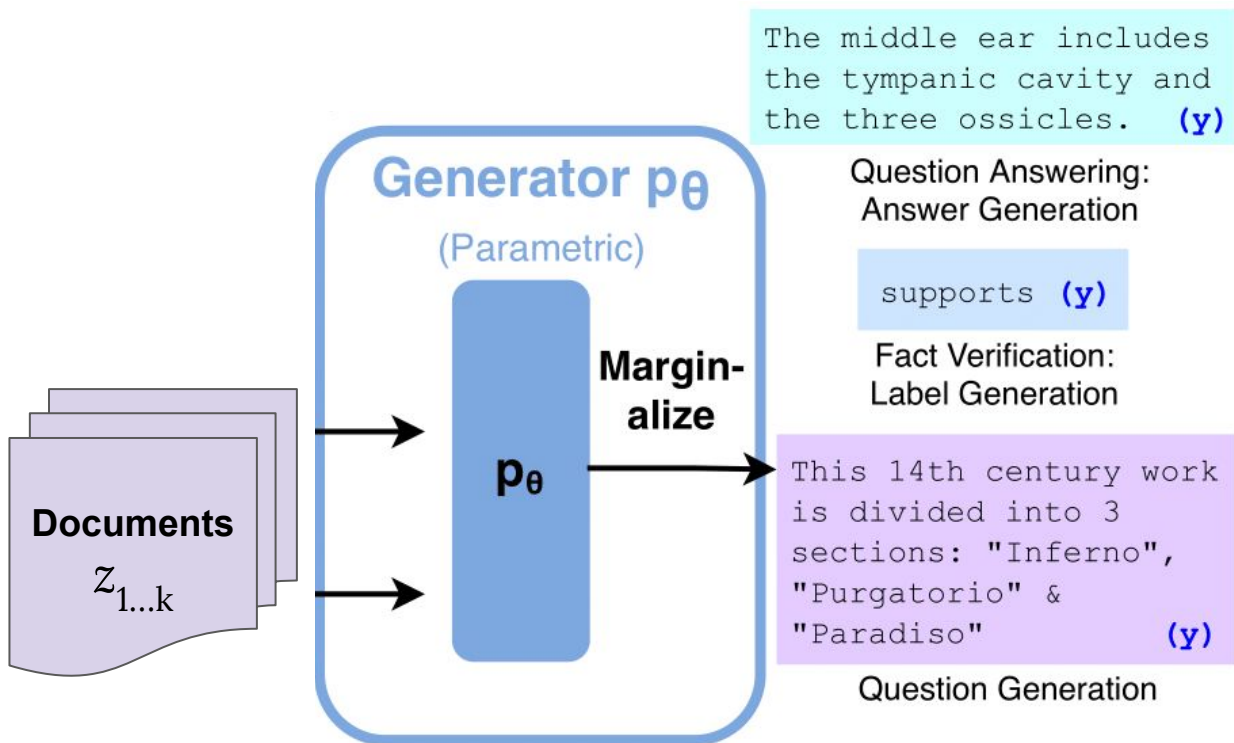 The middle ear includes
the tympanic cavity and
the three ossicles. (y)
Question Answering:
Answer Generation
Generator pθ
(Parametric)
supports (y)
Fact Verification:
Label Generation
Margin-
alize
pθ
Documents
z1...k
This 14th century work
is divided into 3
sections: "Inferno",
"Purgatorio" &
"Paradiso" (y)
Question Generation